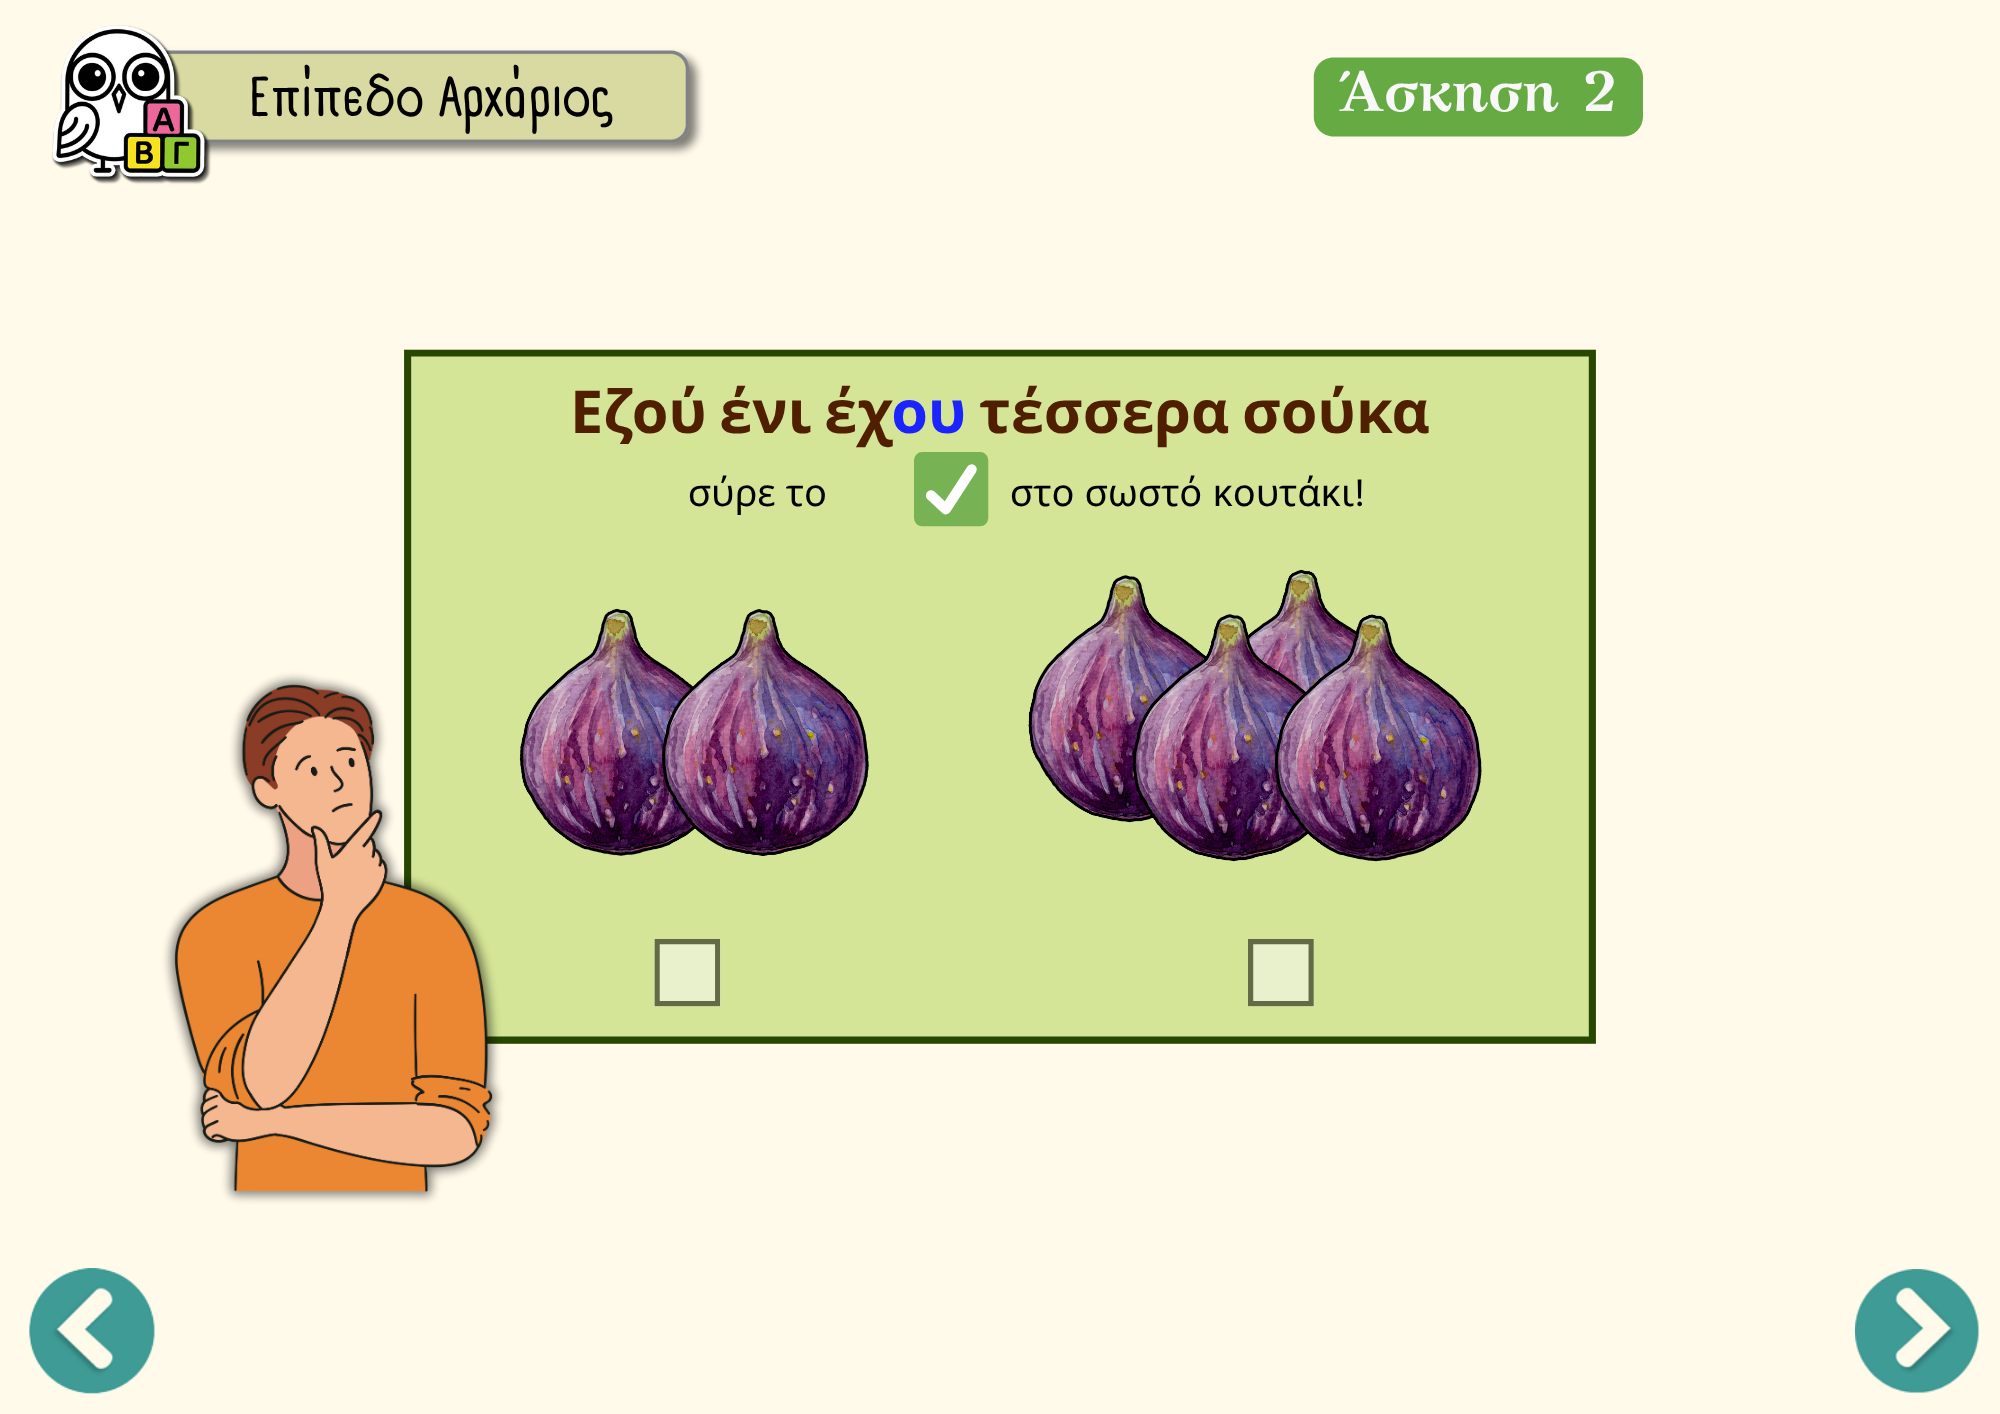 Επίπεδο Αρχάριος
Άσκηση 2
Α
Β Γ
Εζού ένι έχου τέσσερα σούκα
σύρε το ✅ στο σωστό κουτάκι!